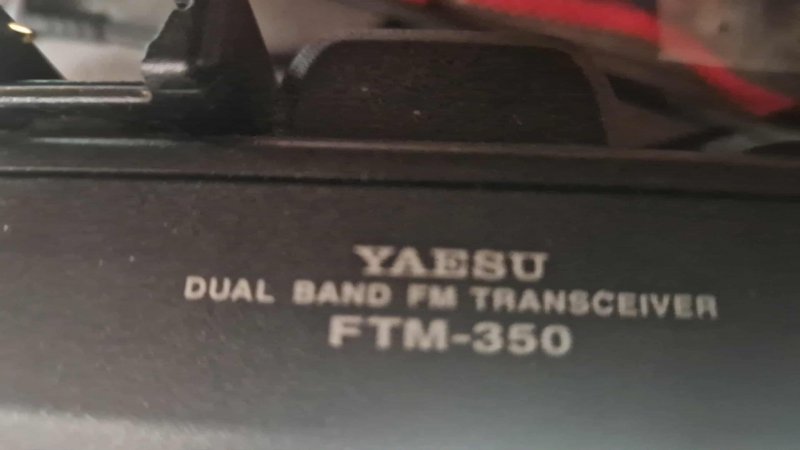 YAESU
DUAL BAND FM TRANSCEIVER
FTM-350